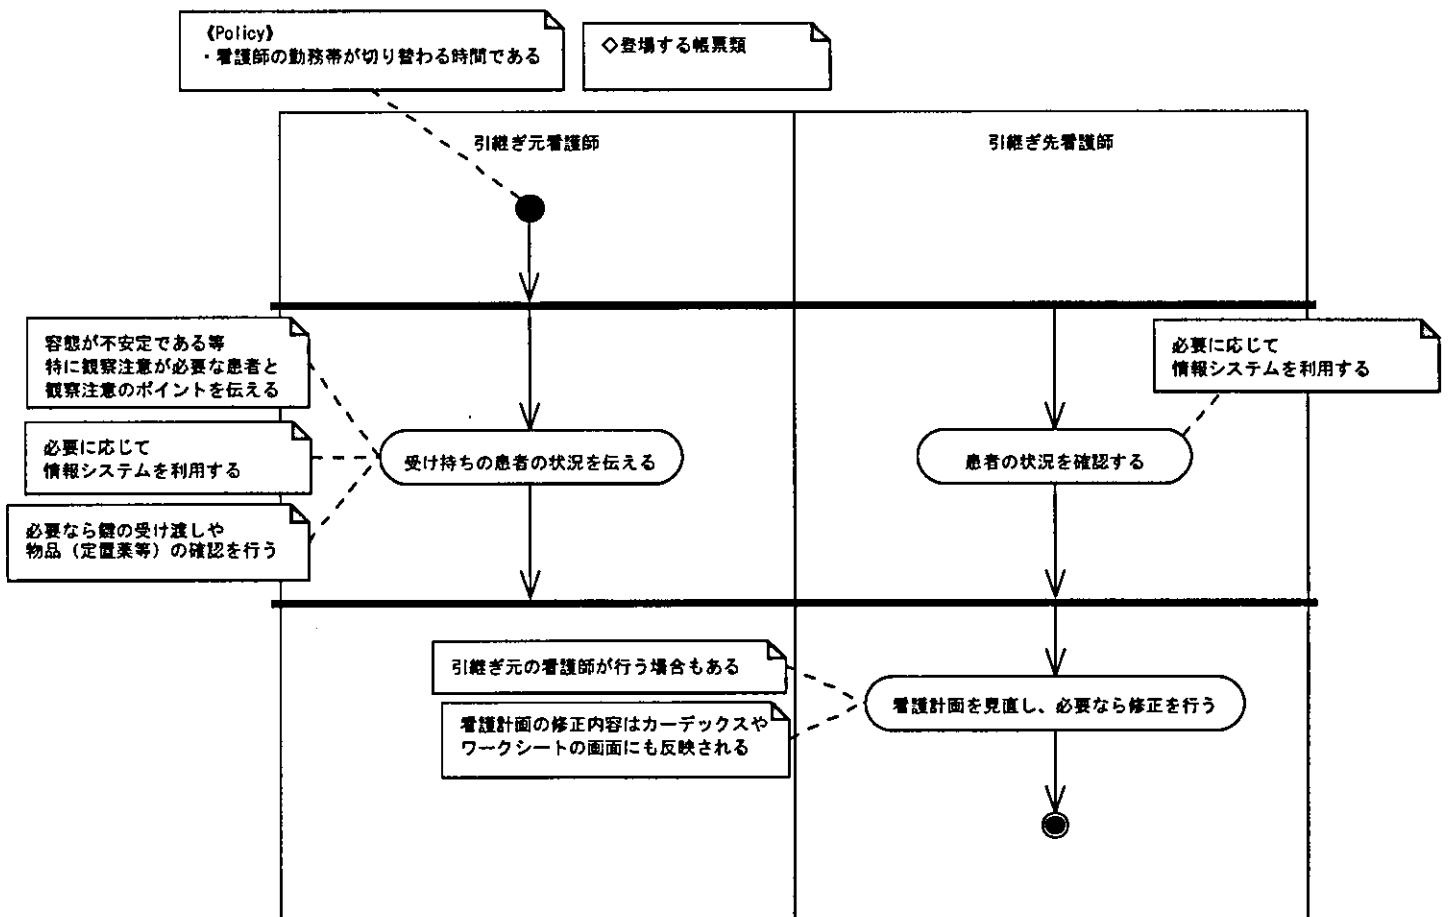 《Policy》
・看護師の勤務帯が切り替わる時間である
◇登場する帳票類
引継ぎ元看護師
引継ぎ先看護師
容態が不安定である等
特に観察注意が必要な患者と
観察注意のポイントを伝える
必要に応じて
情報システムを利用する
必要に応じて
情報システムを利用する
受け持ちの患者の状況を伝える
患者の状況を確認する
必要なら鍵の受け渡しや
物品（定置薬等）の確認を行う
引継ぎ元の看護師が行う場合もある
看護計画を見直し、必要なら修正を行う
看護計画の修正内容はカーデックスや
ワークシートの画面にも反映される